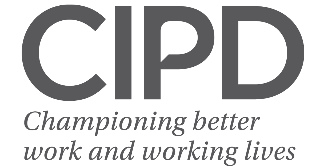 CIPD
Championing better
work and working lives